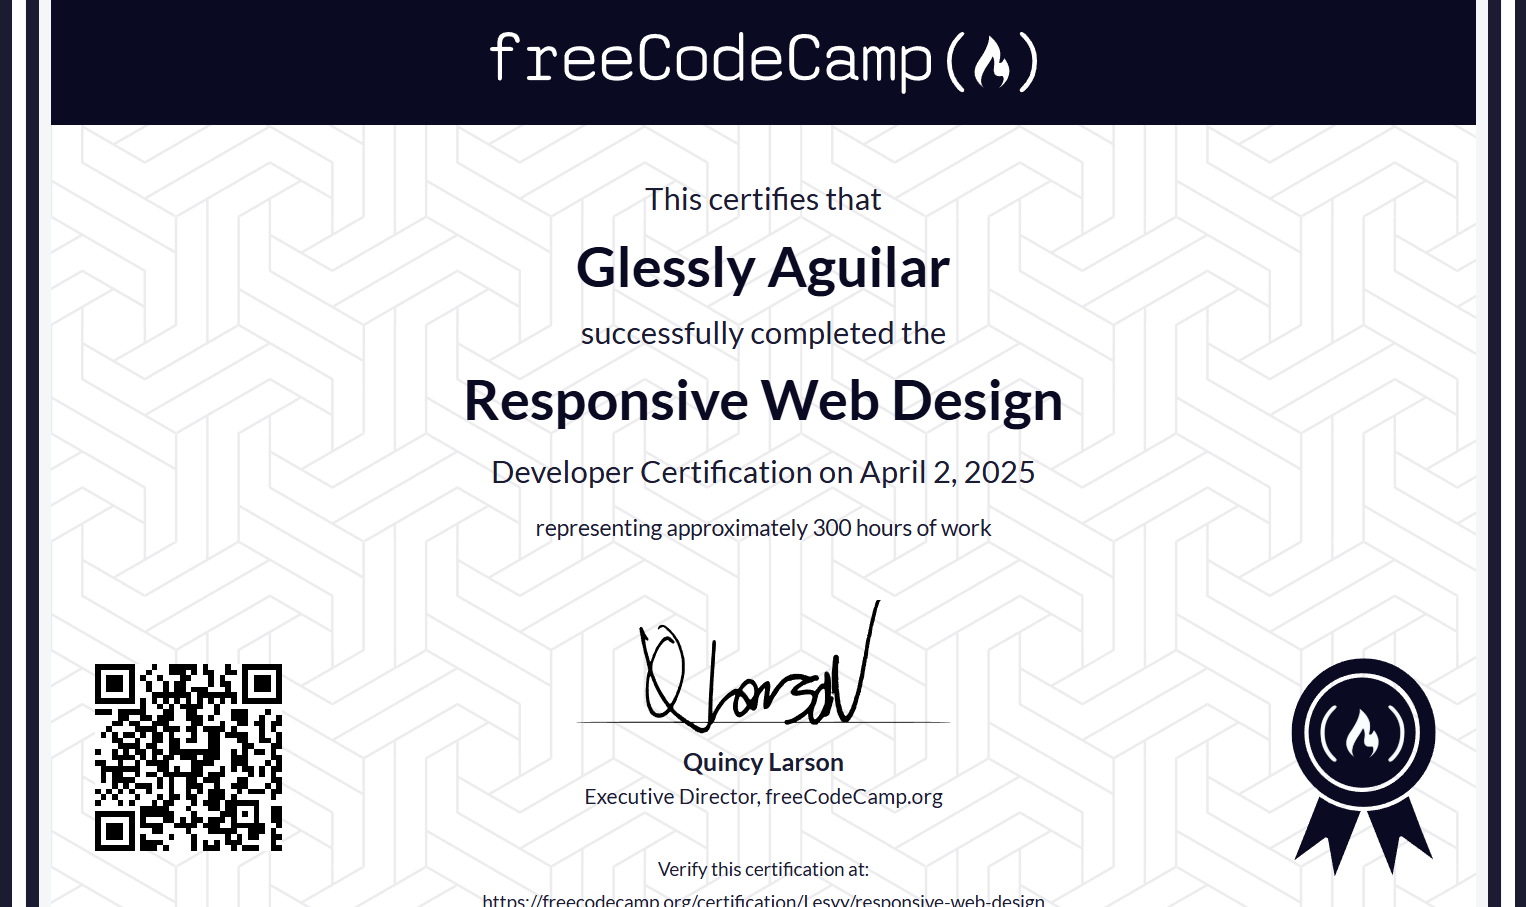 freeCodeCamp
This certifies that
Glessly Aguilar
successfully completed the
Responsive Web Design
Developer Certification on April 2, 2025
representing approximately 300 hours of work
Quincy Larson
Executive Director, freeCodeCamp.org
Verify this certification at:
https://freecodecamp.org/certification/Lesyy/responsive-web-design